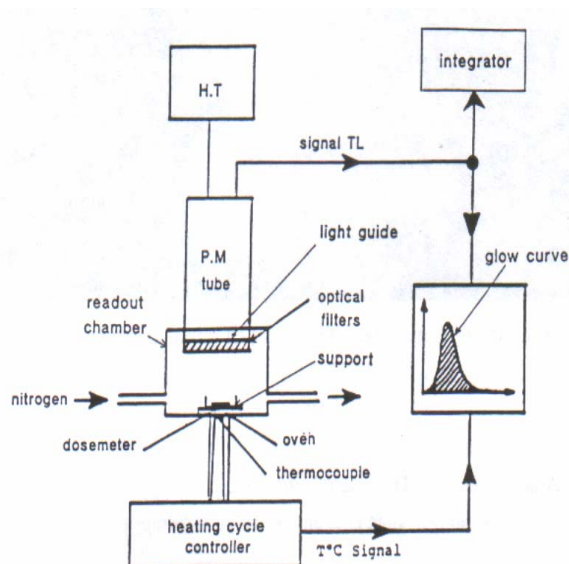 H.T
integrator
signal TL
P.M
tube
light guide
glow curve
readout
chamber
optical
filters
support
nitrogen
dosemeter
oven
thermocouple
heating cycle
controller
T°C Signal